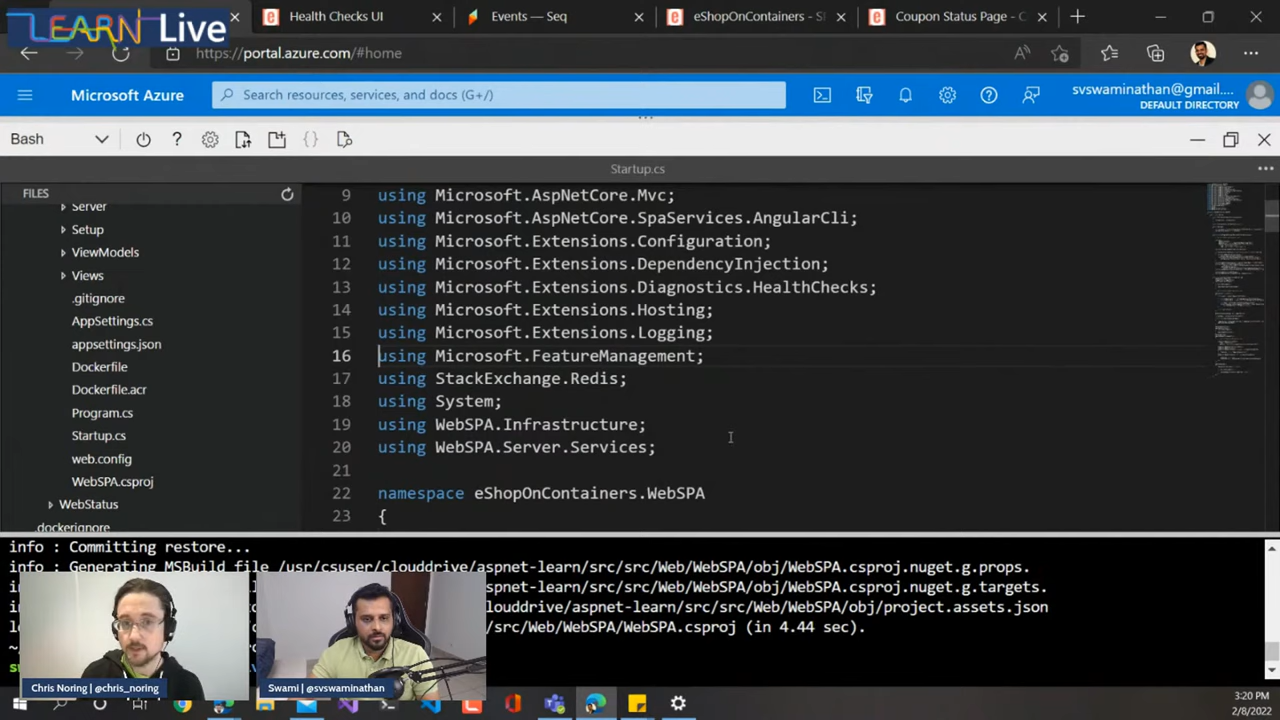 LEARN Live
Health Checks UI
Events — Seq
eShopOnContainers - S
Coupon Status Page - C
https://portal.azure.com/#home
Microsoft Azure
Search resources, services, and docs (G+/)
svswaminathan@gmail....
DEFAULT DIRECTORY
Bash
Startup.cs
FILES
Server
Setup
ViewModels
Views
.gitignore
AppSettings.cs
appsettings.json
Dockerfile
Dockerfile.acr
Program.cs
Startup.cs
web.config
WebSPA.csproj
WebStatus
.dockerignore
9 using Microsoft.AspNetCore.Mvc;
10 using Microsoft.AspNetCore.SpaServices.AngularCli;
11 using Microsoft.Extensions.Configuration;
12 using Microsoft.Extensions.DependencyInjection;
13 using Microsoft.Extensions.Diagnostics.HealthChecks;
14 using Microsoft.Extensions.Hosting;
15 using Microsoft.Extensions.Logging;
16 using Microsoft.FeatureManagement;
17 using StackExchange.Redis;
18 using System;
19 using WebSPA.Infrastructure;
20 using WebSPA.Server.Services;
21
22 namespace eShopOnContainers.WebSPA
23 {
info : Committing restore...
info : Generating MSBuild file /usr/csuser/clouddrive/aspnet-learn/src/src/Web/WebSPA/obj/WebSPA.csproj.nuget.g.props.
clouddrive/aspnet-learn/src/src/Web/WebSPA/obj/WebSPA.csproj.nuget.g.targets.
clouddrive/aspnet-learn/src/src/Web/WebSPA/obj/project.assets.json
/src/Web/WebSPA/WebSPA.csproj (in 4.44 sec).
Chris Noring | @chris_noring
Swami | @svswaminathan
3:20 PM
2/8/2022